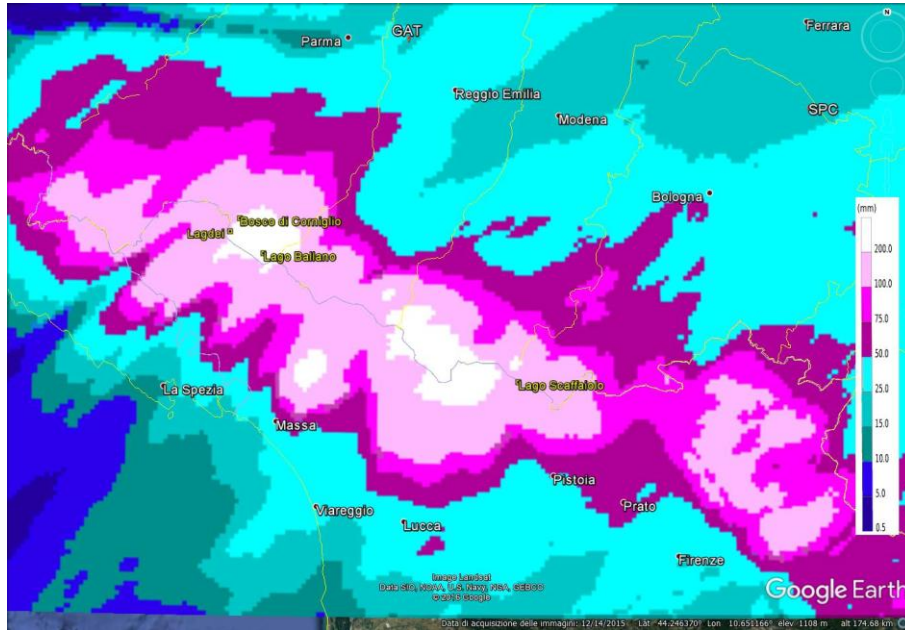 N
Ferrara
Parma
GAT
Reggio Emilia
Modena
SPC
Bologna
(mm)
200.0
100.0
75.0
50.0
25.0
15.0
10.0
5.0
0.5
Bosco di Corniglio
Lagdei
Lago Ballano
Lago Scaffaiolo
La Spezia
Massa
Pistoia
Prato
Viareggio
Lucca
Firenze
Image Landsat
Data SIO, NOAA, U.S. Navy, NGA, GEBCO
© 2016 Google
Google Earth
Data di acquisizione delle immagini: 12/14/2015 Lat 44.246370° Lon 10.651166° elev 1108 m alt 174.68 km